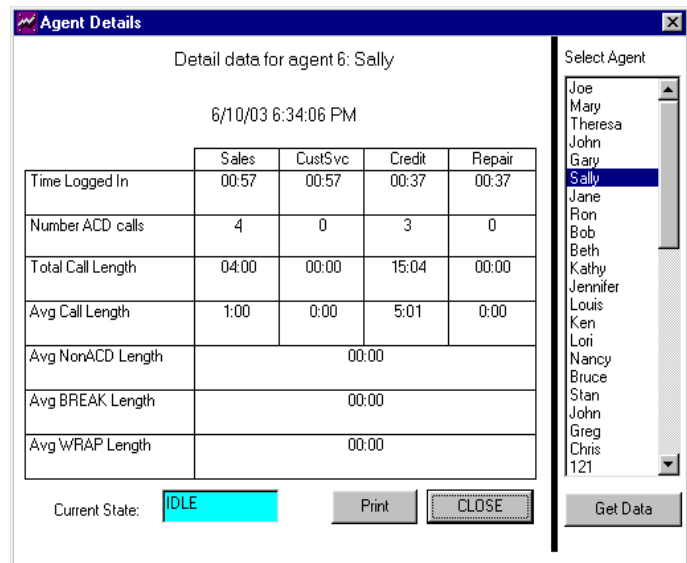 Agent Details
Detail data for agent 6: Sally
6/10/03 6:34:06 PM
Sales CustSvc Credit Repair
Time Logged In 00:57 00:57 00:37 00:37
Number ACD calls 4 0 3 0
Total Call Length 04:00 00:00 15:04 00:00
Avg Call Length 1:00 0:00 5:01 0:00
Avg NonACD Length 00:00
Avg BREAK Length 00:00
Avg WRAP Length 00:00
Current State: IDLE Print CLOSE
Select Agent
Joe
Mary
Theresa
John
Gary
Sally
Jane
Ron
Bob
Beth
Kathy
Jennifer
Louis
Ken
Lori
Nancy
Bruce
Stan
John
Greg
Chris
121
Get Data